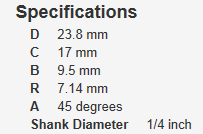 Specifications
D 23.8 mm
C 17 mm
B 9.5 mm
R 7.14 mm
A 45 degrees
Shank Diameter 1/4 inch